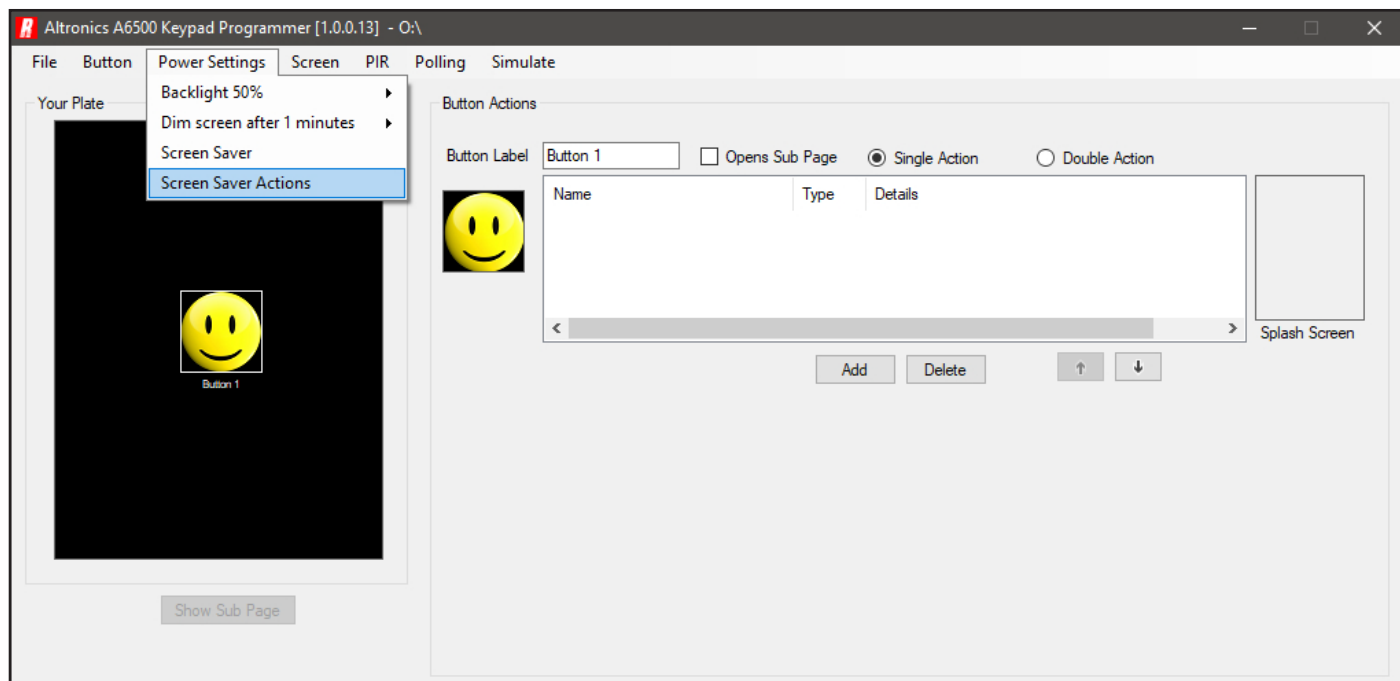 R Altronics A6500 Keypad Programmer [1.0.0.13] - O:\
File Button Power Settings Screen PIR Polling Simulate
Backlight 50%
Dim screen after 1 minutes
Screen Saver
Screen Saver Actions
Your Plate
Button 1
Show Sub Page
Button Actions
Button Label Button 1 Opens Sub Page Single Action Double Action
Name Type Details
Splash Screen
Add Delete